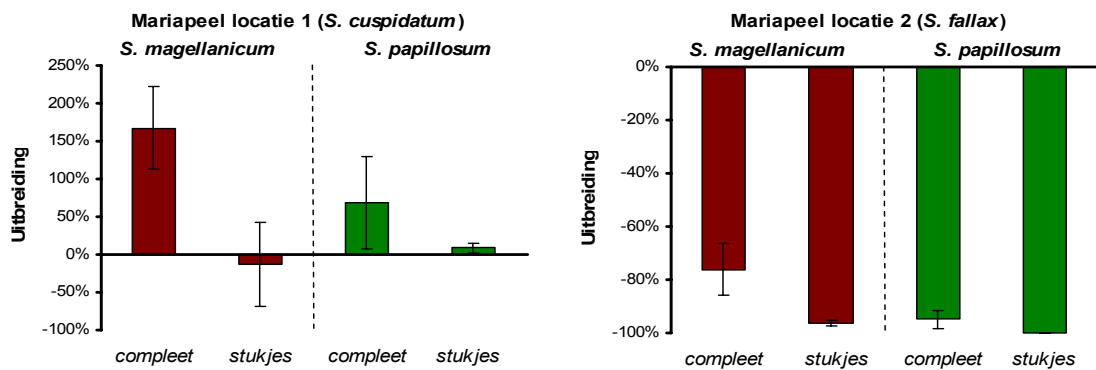 Mariapeel locatie 1 (S. cuspidatum)
S. magellanicum S. papillosum
Uitbreiding
250%
200%
150%
100%
50%
0%
-50%
-100%
compleet stukjes compleet stukjes
Mariapeel locatie 2 (S. fallax)
S. magellanicum S. papillosum
Uitbreiding
0%
-20%
-40%
-60%
-80%
-100%
compleet stukjes compleet stukjes